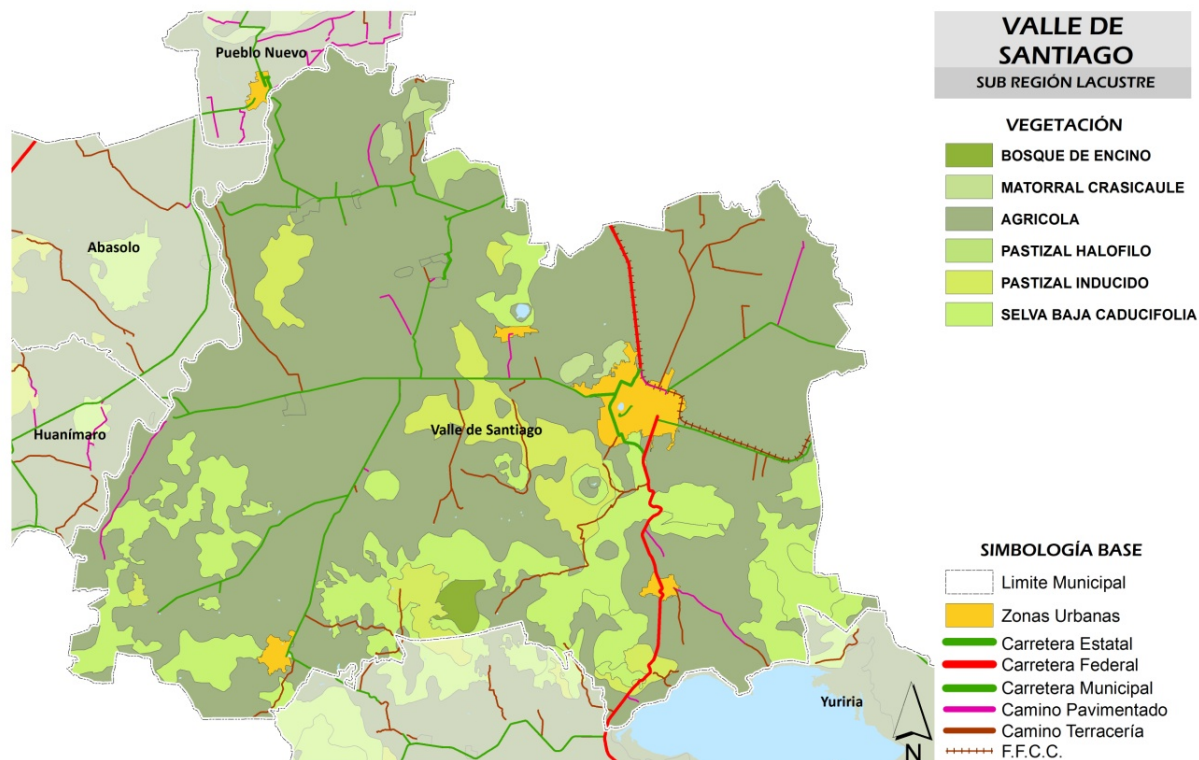 VALLE DE
SANTIAGO
SUB REGIÓN LACUSTRE
VEGETACIÓN
BOSQUE DE ENCINO
MATORRAL CRASICAULE
AGRICOLA
PASTIZAL HALOFILO
PASTIZAL INDUCIDO
SELVA BAJA CADUCIFOLIA
Pueblo Nuevo
Abasolo
Huanímaro
Valle de Santiago
Yuriria
N
SIMBOLOGÍA BASE
Limite Municipal
Zonas Urbanas
Carretera Estatal
Carretera Federal
Carretera Municipal
Camino Pavimentado
Camino Terracería
F.F.C.C.